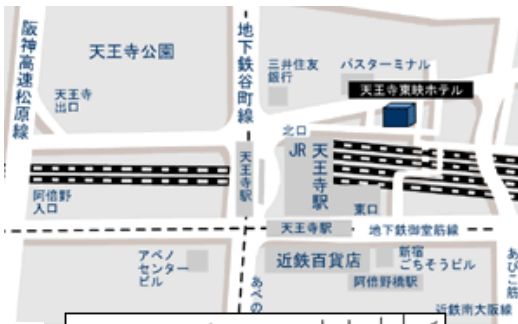 阪神高速松原線
天王寺公園
天王寺
出口
地下鉄谷町線
三井住友
銀行
バスターミナル
天王寺東映ホテル
北口
JR 天王寺駅
天王寺駅
東口
阿倍野
入口
天王寺駅
地下鉄御堂筋線
アベノ
センター
ビル
近鉄百貨店
新宿
ごちそうビル
阿倍野橋駅
あべの
あびこ筋
近鉄南大阪線